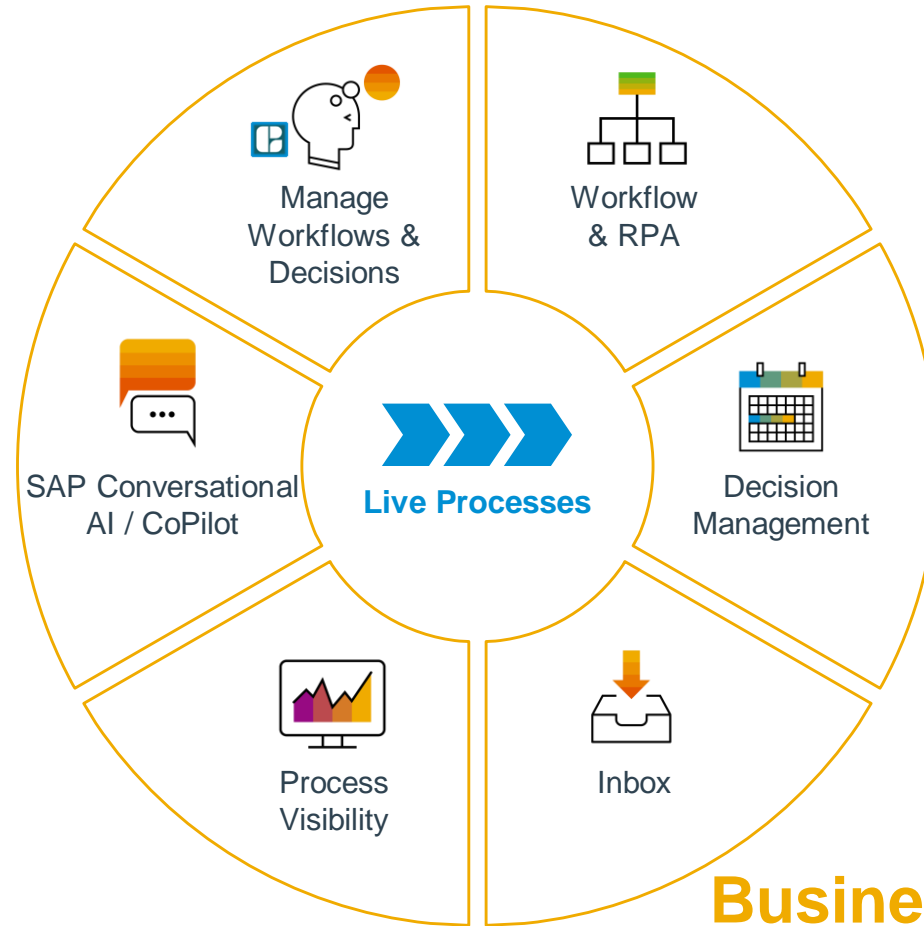 Manage
Workflows &
Decisions
Workflow
& RPA
SAP Conversational
AI / CoPilot
Live Processes
Decision
Management
Process
Visibility
Inbox
Busine